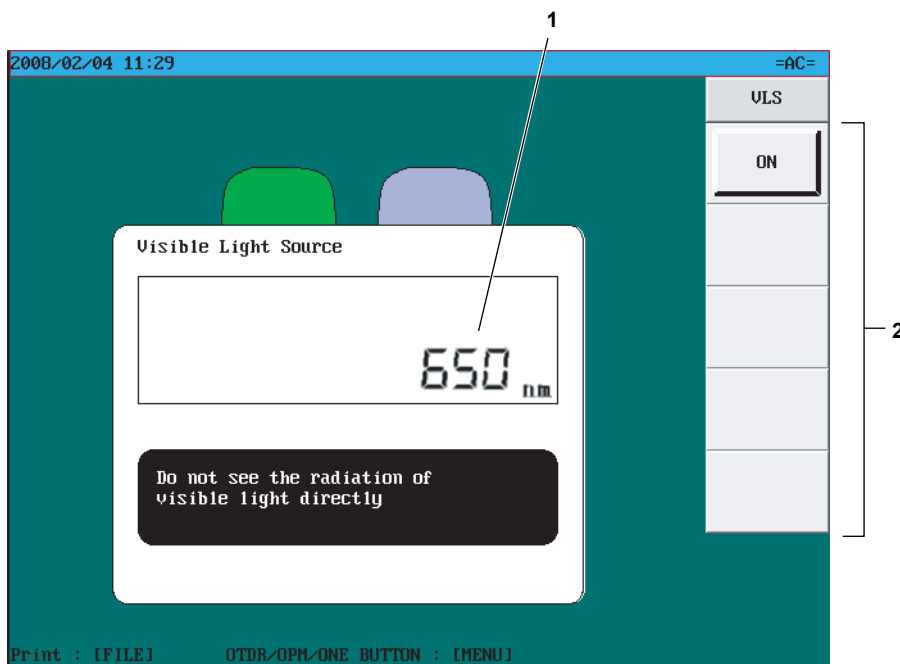 1
2008/02/04 11:29 =AC=
VLS
ON
Visible Light Source
2
650 nm
Do not see the radiation of
visible light directly
Print : [FILE] OTDR/OPM/ONE BUTTON : [MENU]